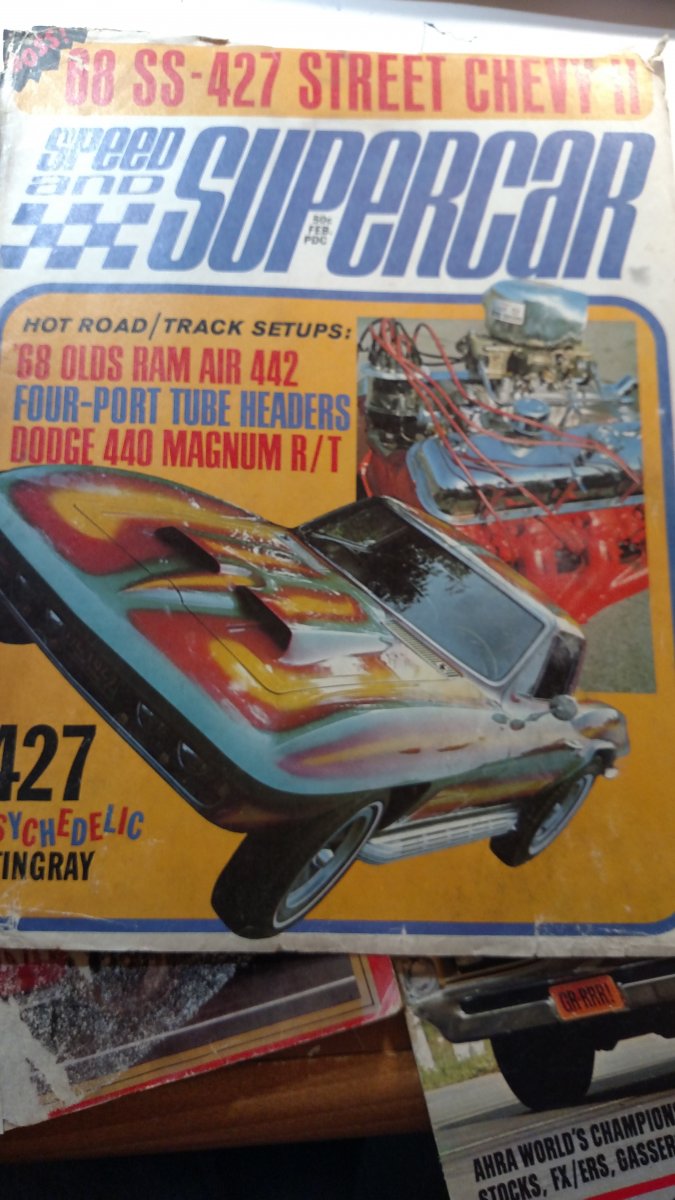 BOSS!
'68 SS-427 STREET CHEVY II
SPEED
and
SUPERCAR
50¢
FEB.
PDC
HOT ROAD/TRACK SETUPS:
'68 OLDS RAM AIR 442
FOUR-PORT TUBE HEADERS
DODGE 440 MAGNUM R/T
427
SYCHEDELIC
TINGRAY
GR-RRR!
AHRA WORLD'S CHAMPION
STOCKS, FX/ERS, GASSER